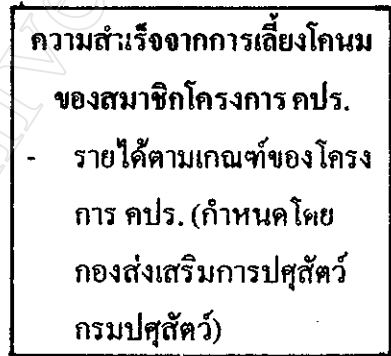 ความสำเร็จจากการเลี้ยงโคนม
ของสมาชิกโครงการ คปร.
- รายได้ตามเกณฑ์ของโครง
การ คปร. (กำหนดโดย
กองส่งเสริมการปศุสัตว์
กรมปศุสัตว์)